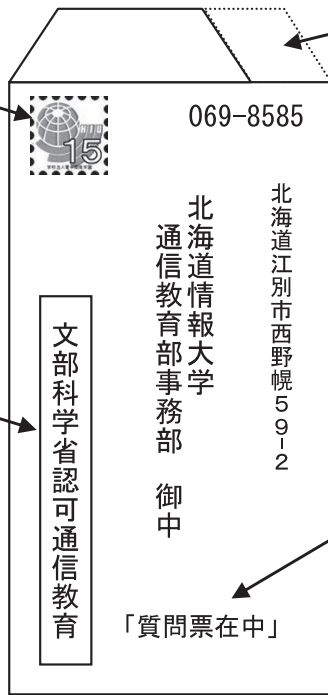 15
069-8585
北海道江別市西野幌59-2
北海道情報大学
通信教育部事務部 御中
文部科学省認可通信教育
「質問票在中」